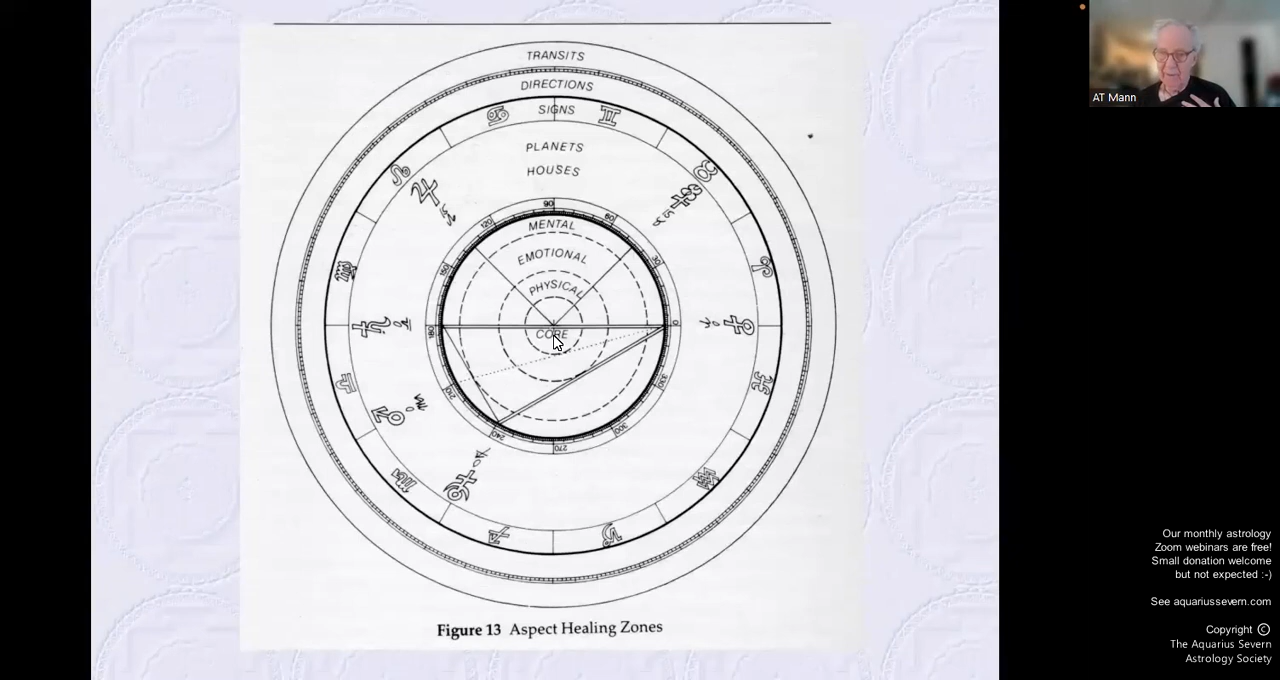 TRANSITS
DIRECTIONS
SIGNS
PLANETS
HOUSES
90
120
60
MENTAL
150
30
EMOTIONAL
PHYSICAL
180
CORE
0
210
330
240
300
270
Figure 13 Aspect Healing Zones
AT Mann
Our monthly astrology
Zoom webinars are free!
Small donation welcome
but not expected :-)
See aquariussevern.com
Copyright ©
The Aquarius Severn
Astrology Society